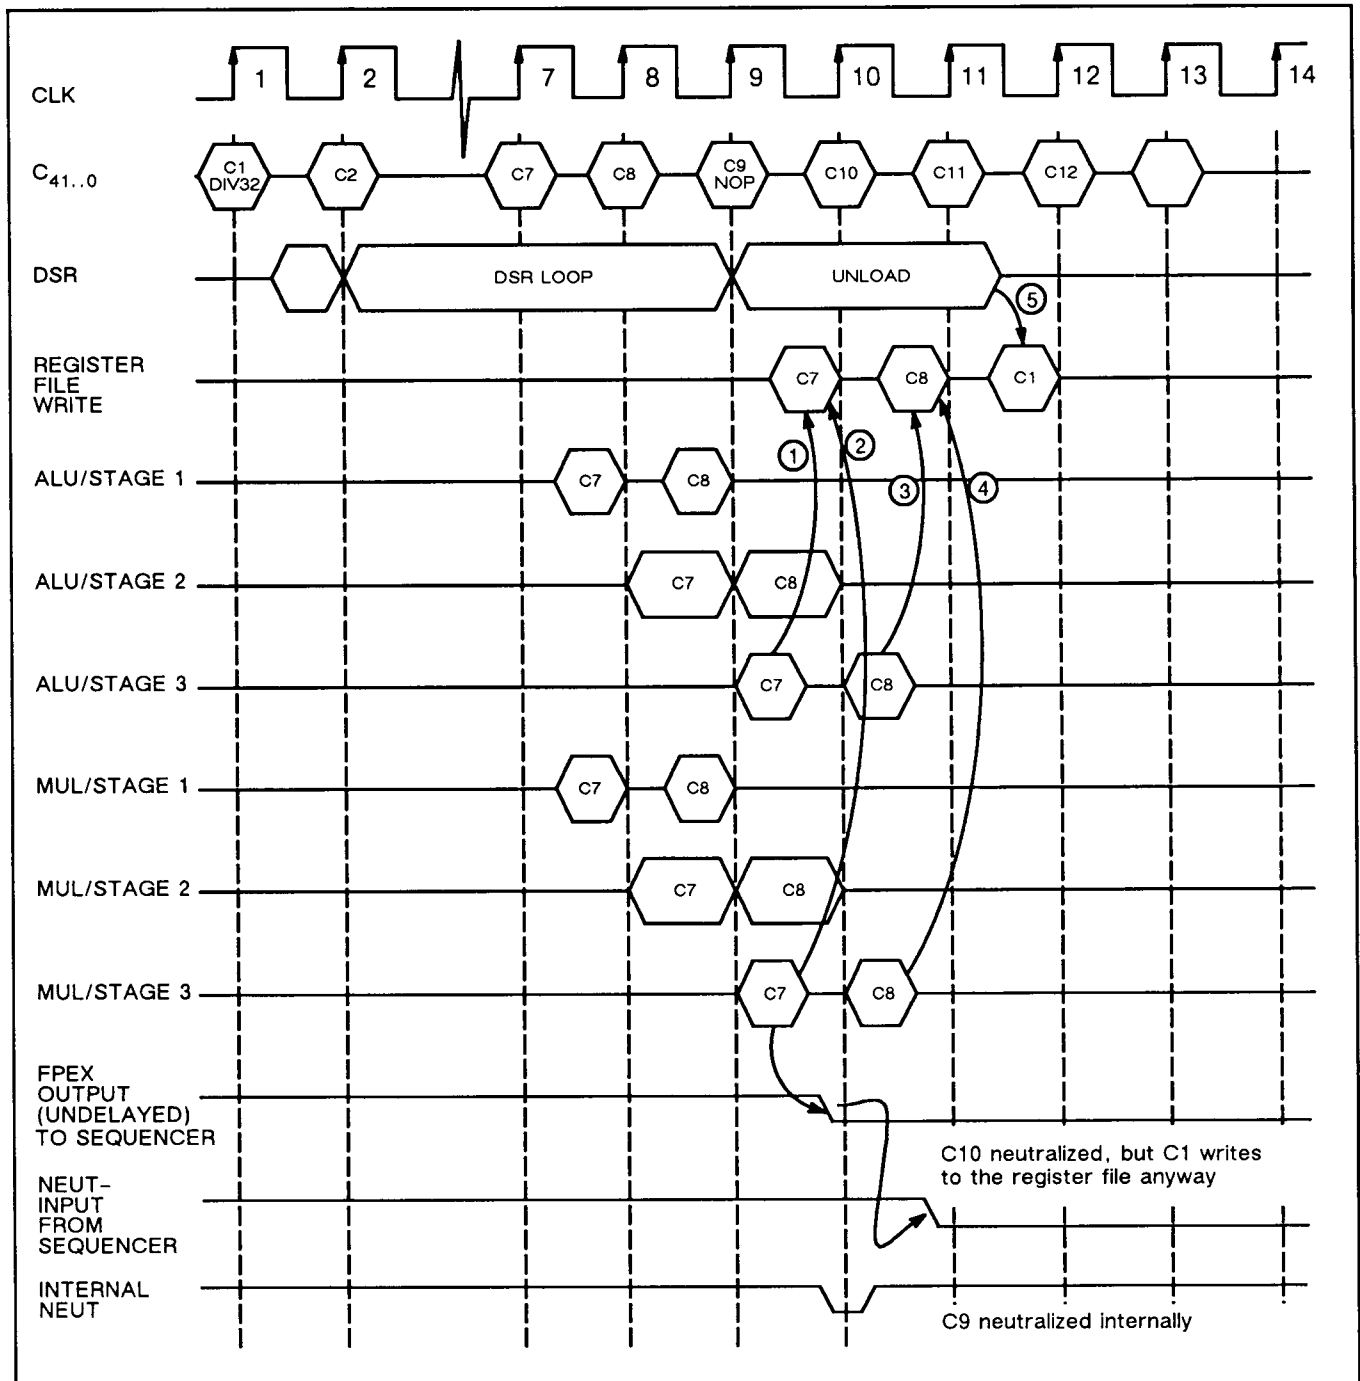 CLK
1 2 7 8 9 10 11 12 13 14
C41..0
C1
DIV32
C2
C7
C8
C9
NOP
C10
C11
C12
DSR
DSR LOOP
UNLOAD
5
REGISTER
FILE
WRITE
C7
C8
C1
1
2
3
4
ALU/STAGE 1
C7
C8
ALU/STAGE 2
C7
C8
ALU/STAGE 3
C7
C8
MUL/STAGE 1
C7
C8
MUL/STAGE 2
C7
C8
MUL/STAGE 3
C7
C8
FPEX
OUTPUT
(UNDELAYED)
TO SEQUENCER
C10 neutralized, but C1 writes
to the register file anyway
NEUT-
INPUT
FROM
SEQUENCER
INTERNAL
NEUT
C9 neutralized internally